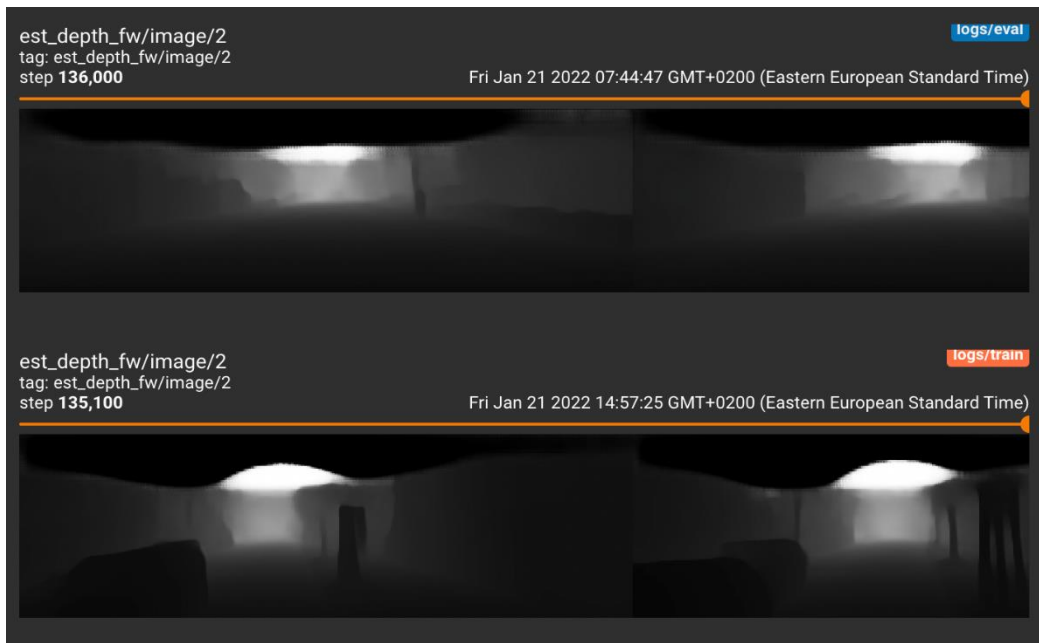 est_depth_fw/image/2
logs/eval
tag: est_depth_fw/image/2
step 136,000
Fri Jan 21 2022 07:44:47 GMT+0200 (Eastern European Standard Time)
est_depth_fw/image/2
logs/train
tag: est_depth_fw/image/2
step 135,100
Fri Jan 21 2022 14:57:25 GMT+0200 (Eastern European Standard Time)